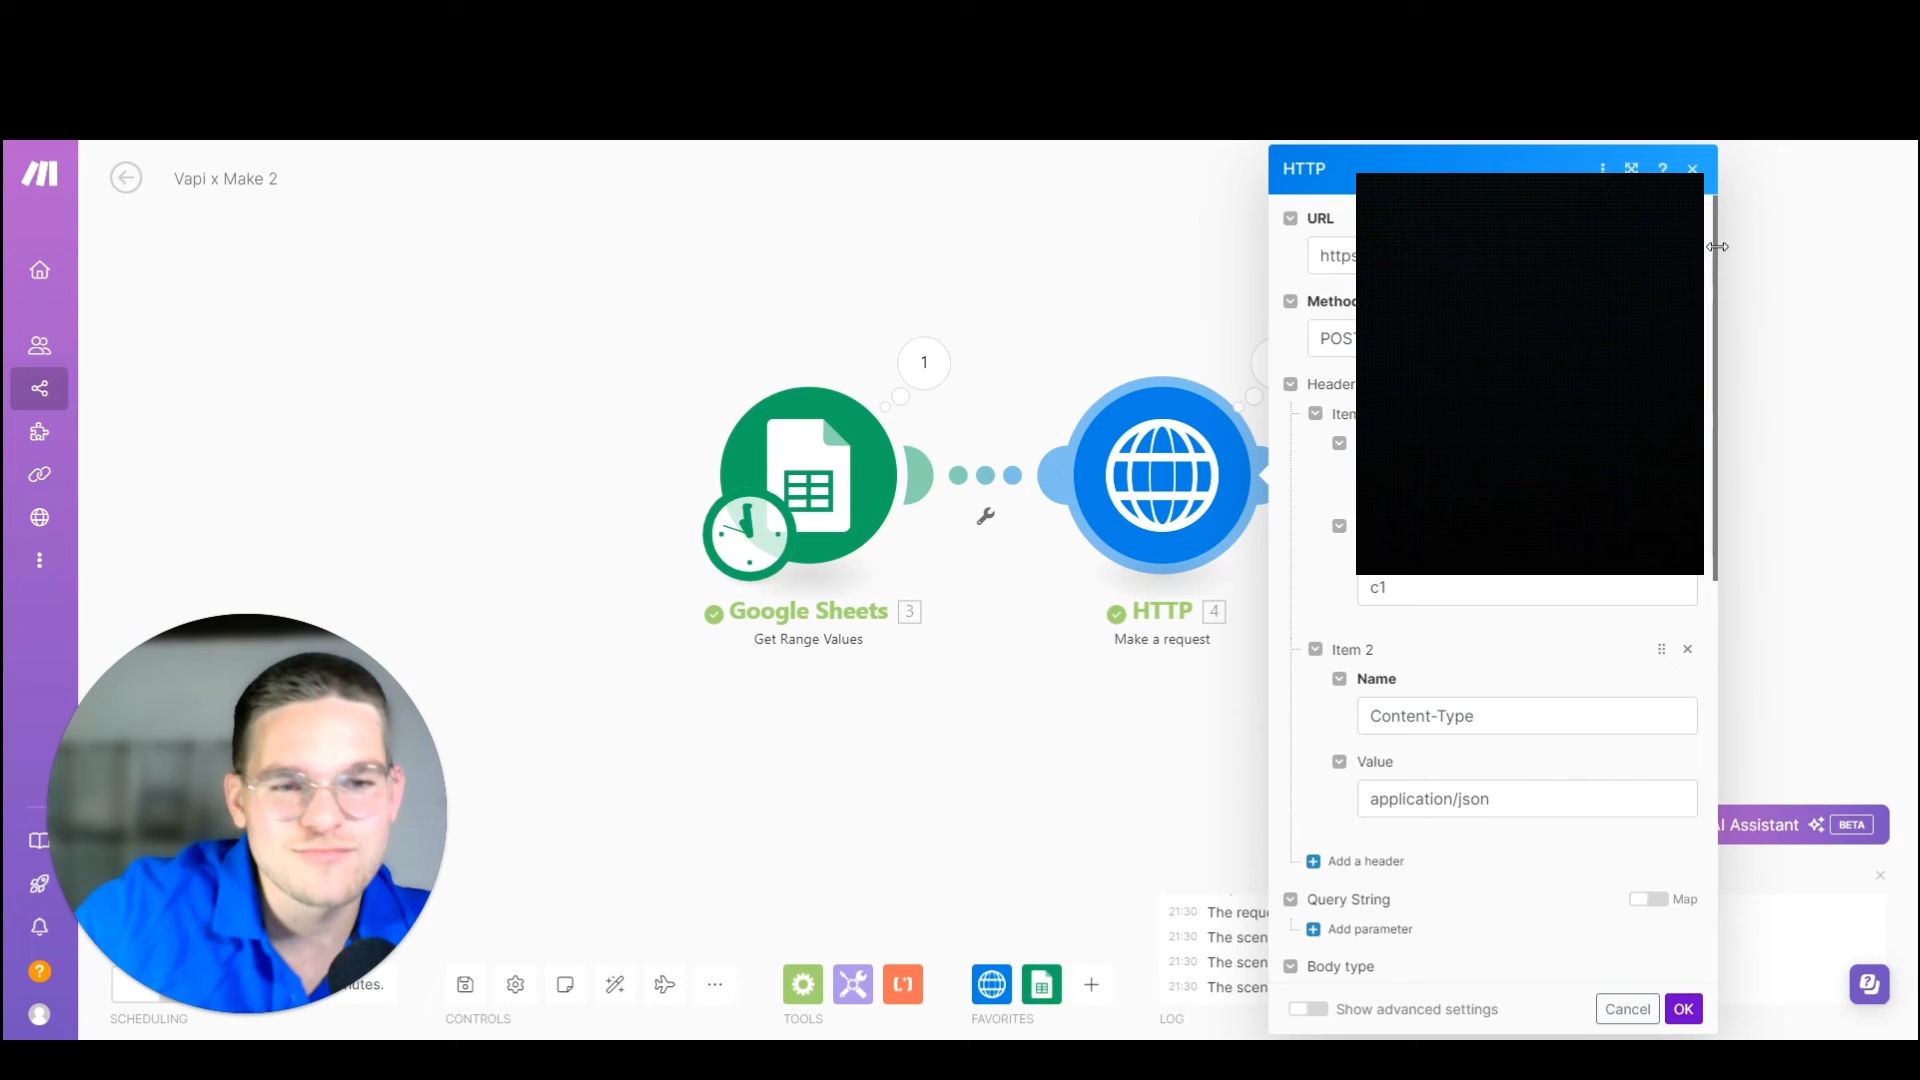 Vapi x Make 2
HTTP
URL
https
Method
POST
Header
Item
c1
Item 2
Name
Content-Type
Value
application/json
Add a header
Query String
Map
Add parameter
Body type
Show advanced settings
Cancel
OK
1
Google Sheets 3
Get Range Values
HTTP 4
Make a request
AI Assistant BETA
21:30 The reque
21:30 The scen
21:30 The scen
21:30 The scen
utes.
SCHEDULING
CONTROLS
TOOLS
FAVORITES
LOG